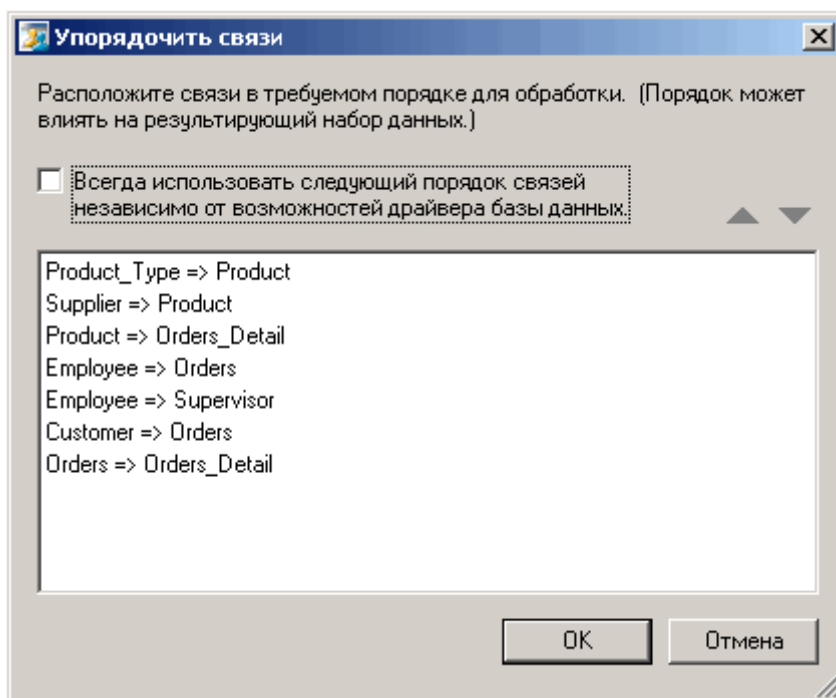 Упорядочить связи
Расположите связи в требуемом порядке для обработки. (Порядок может
влиять на результирующий набор данных.)
Всегда использовать следующий порядок связей
независимо от возможностей драйвера базы данных.
Product_Type => Product
Supplier => Product
Product => Orders_Detail
Employee => Orders
Employee => Supervisor
Customer => Orders
Orders => Orders_Detail
OK
Отмена